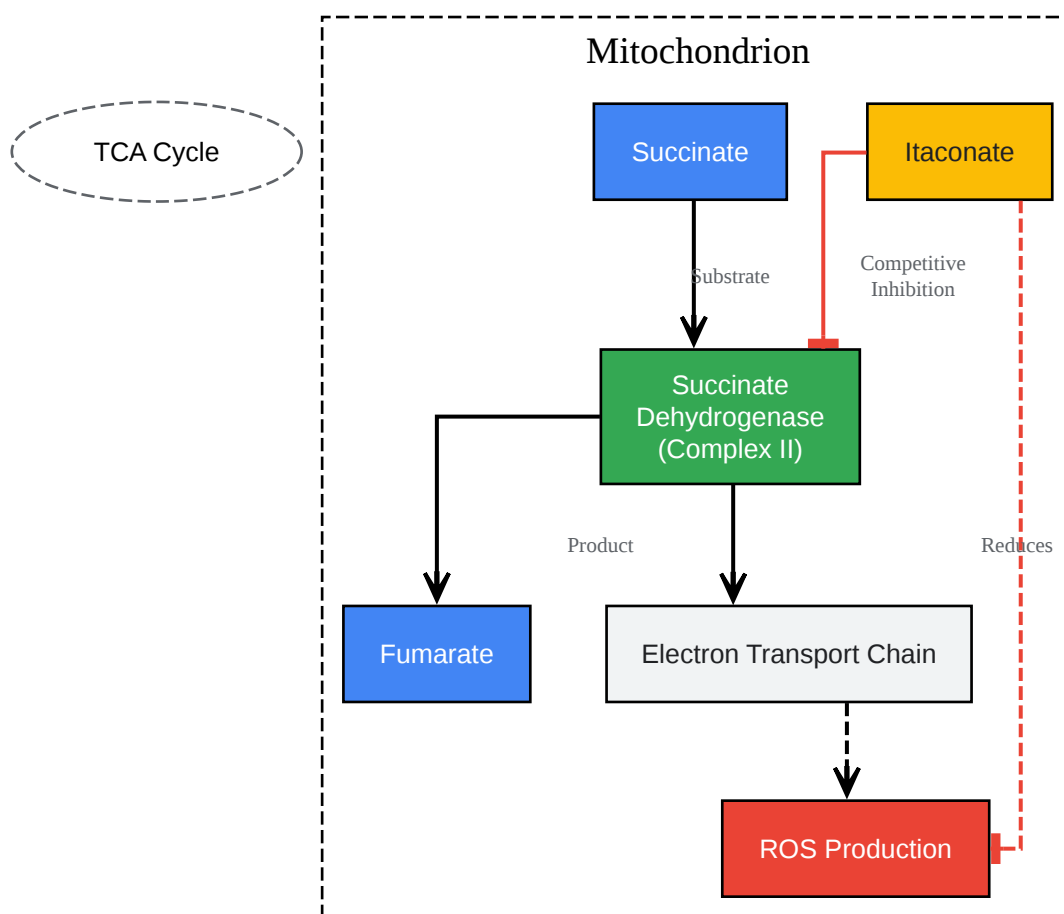 Mitochondrion
TCA Cycle
Succinate
Itaconate
Substrate
Competitive
Inhibition
Succinate
Dehydrogenase
(Complex II)
Product
Reduces
Fumarate
Electron Transport Chain
ROS Production